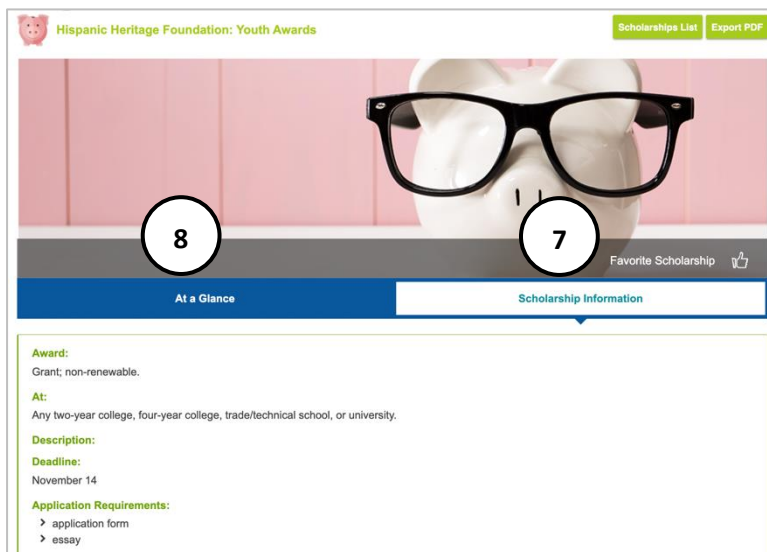 Hispanic Heritage Foundation: Youth Awards
Scholarships List Export PDF
8 7
Favorite Scholarship
At a Glance Scholarship Information
Award:
Grant; non-renewable.
At:
Any two-year college, four-year college, trade/technical school, or university.
Description:
Deadline:
November 14
Application Requirements:
application form
essay